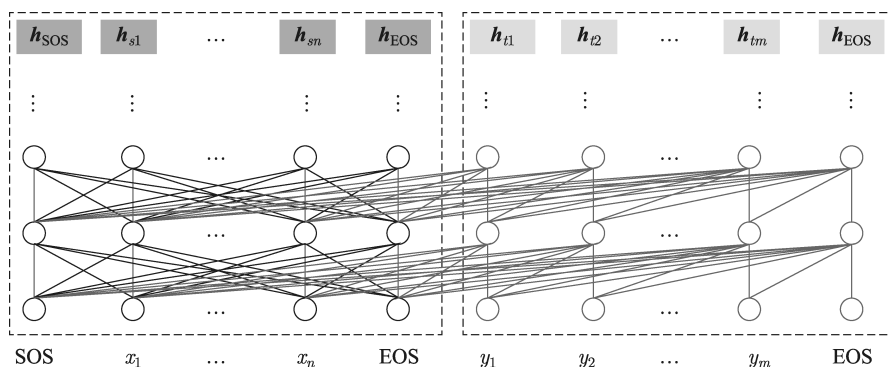 h_SOS h_s1 … h_sn h_EOS h_t1 h_t2 … h_tm h_EOS
⋮ ⋮ ⋮ ⋮ ⋮ ⋮ ⋮ ⋮
… …
… …
… …
SOS x_1 … x_n EOS y_1 y_2 … y_m EOS